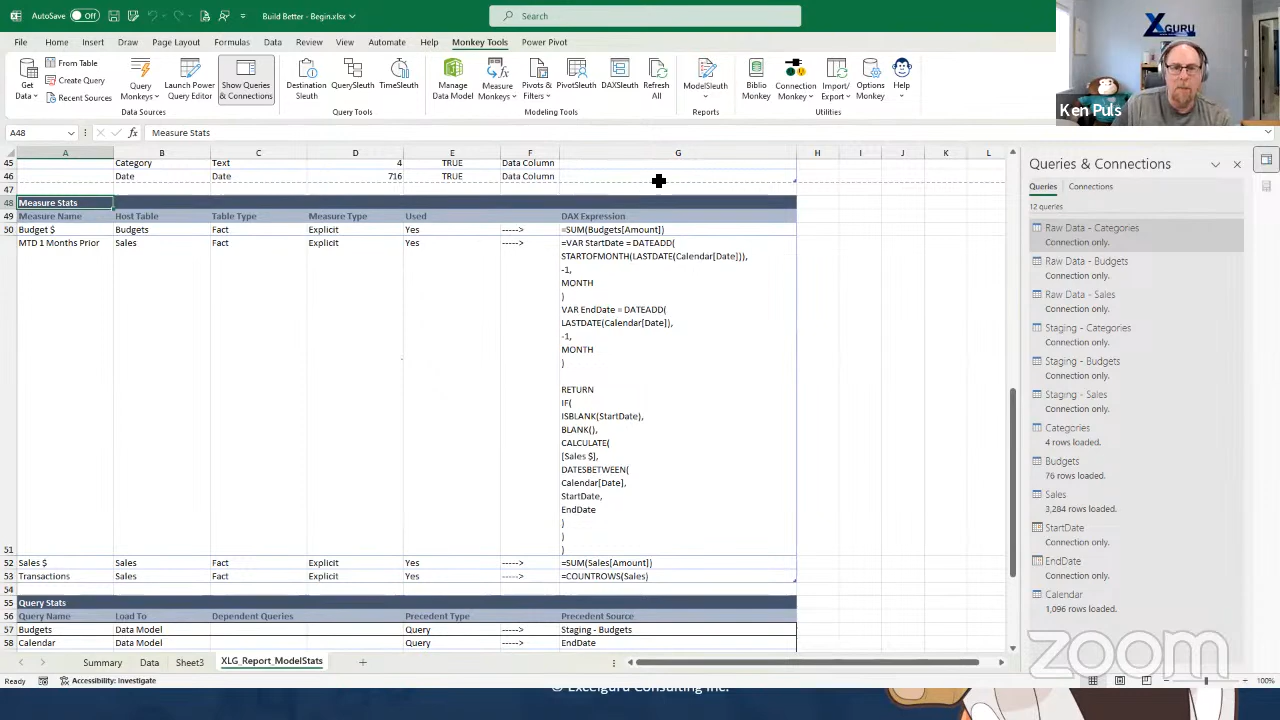 AutoSave Off Build Better - Begin.xlsx Search
File Home Insert Draw Page Layout Formulas Data Review View Automate Help Monkey Tools Power Pivot
Get Data
From Table
Create Query
Recent Sources
Query Monkeys
Launch Power Query Editor
Show Queries & Connections
Destination Sleuth
QuerySleuth
TimeSleuth
Manage Data Model
Measure Monkeys
Pivots & Filters
PivotSleuth
DAXSleuth
Refresh All
ModelSleuth
Biblio Monkey
Connection Monkey
Import/ Export
Options Monkey
Help
Get Data Query Tools Modeling Tools Reports Utilities
XGURU
Ken Puls
A48 fx Measure Stats
A B C D E F G H I J K L
45 Category Text 4 TRUE Data Column
46 Date Date 716 TRUE Data Column
47
48 Measure Stats
49 Measure Name Host Table Table Type Measure Type Used DAX Expression
50 Budget $ Budgets Fact Explicit Yes -----> =SUM(Budgets[Amount])
MTD 1 Months Prior Sales Fact Explicit Yes -----> =VAR StartDate = DATEADD(
STARTOFMONTH(LASTDATE(Calendar[Date])),
-1,
MONTH
)
VAR EndDate = DATEADD(
LASTDATE(Calendar[Date]),
-1,
MONTH
)
RETURN
IF(
ISBLANK(StartDate),
BLANK(),
CALCULATE(
[Sales $],
DATESBETWEEN(
Calendar[Date],
StartDate,
EndDate
)
)
51 )
52 Sales $ Sales Fact Explicit Yes -----> =SUM(Sales[Amount])
53 Transactions Sales Fact Explicit Yes -----> =COUNTROWS(Sales)
54
55 Query Stats
56 Query Name Load To Dependent Queries Precedent Type Precedent Source
57 Budgets Data Model Query -----> Staging - Budgets
58 Calendar Data Model Query -----> EndDate
Queries & Connections
Queries Connections
12 queries
Raw Data - Categories
Connection only.
Raw Data - Budgets
Connection only.
Raw Data - Sales
Connection only.
Staging - Categories
Connection only.
Staging - Budgets
Connection only.
Staging - Sales
Connection only.
Categories
4 rows loaded.
Budgets
76 rows loaded.
Sales
3,284 rows loaded.
StartDate
Connection only.
EndDate
Connection only.
Calendar
1,096 rows loaded.
zoom
Summary Data Sheet3 XLG_Report_ModelStats
Ready Accessibility: Investigate 100%
© Excelguru Consulting Inc.